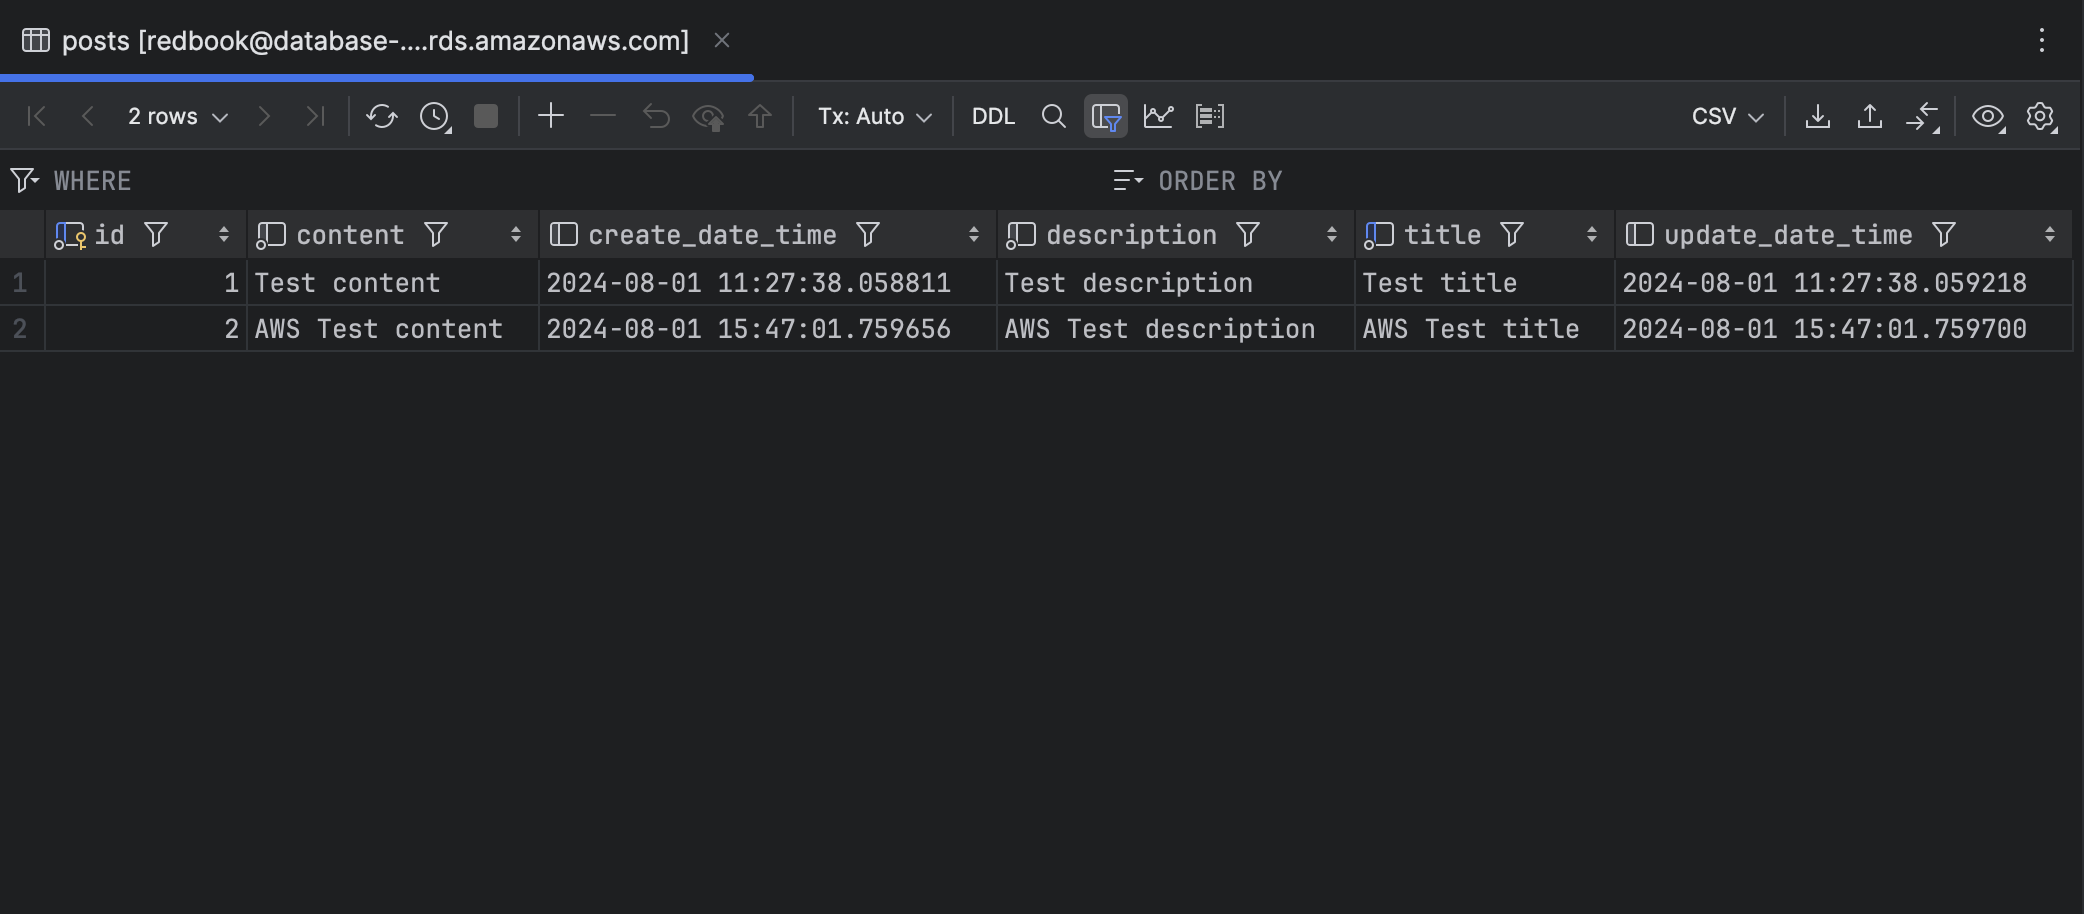 posts [redbook@database-....rds.amazonaws.com]
2 rows Tx: Auto DDL CSV
WHERE ORDER BY
id content create_date_time description title update_date_time
1 1 Test content 2024-08-01 11:27:38.058811 Test description Test title 2024-08-01 11:27:38.059218
2 2 AWS Test content 2024-08-01 15:47:01.759656 AWS Test description AWS Test title 2024-08-01 15:47:01.759700